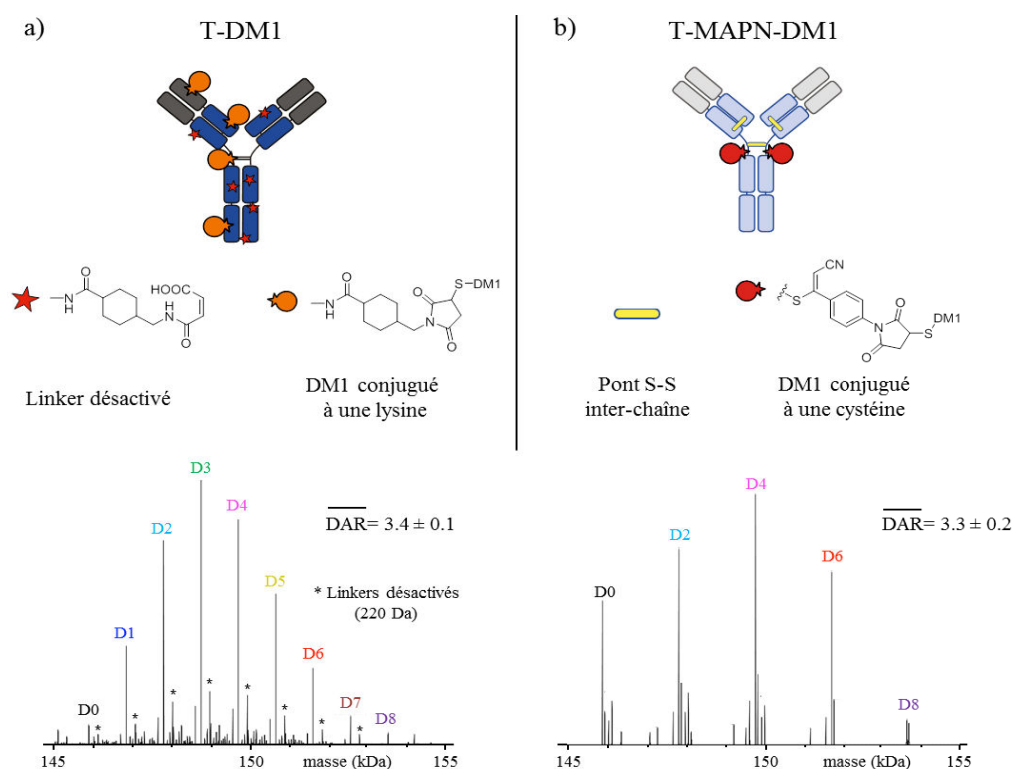 a)
T-DM1
b)
T-MAPN-DM1
O
N
H
HOOC
NH
O
O
N
H
O
N
O
S
DM1
CN
S
O
N
O
DM1
S
Linker désactivé
DM1 conjugué
à une lysine
Pont S-S
inter-chaîne
DM1 conjugué
à une cystéine
D0
D1
D2
D3
D4
D5
D6
D7
D8
DAR= 3.4 ± 0.1
* Linkers désactivés
(220 Da)
* * * * * * * *
145
150
155
masse (kDa)
D0
D2
D4
D6
D8
DAR= 3.3 ± 0.2
145
150
155
masse (kDa)